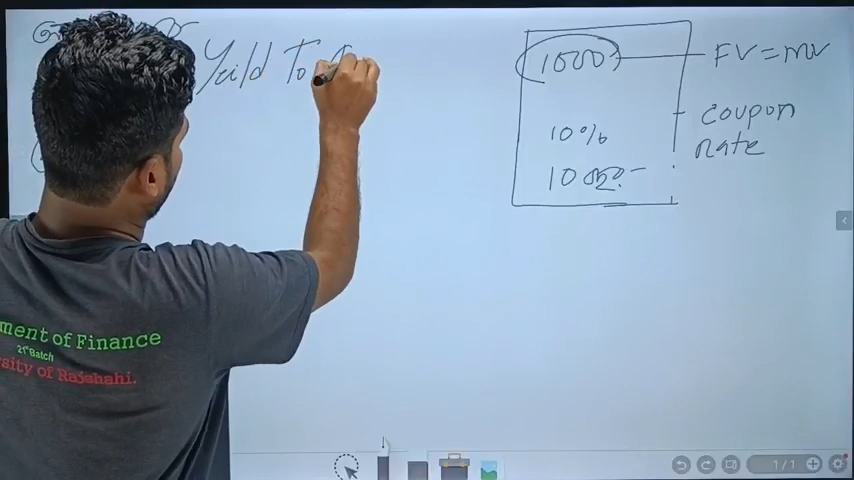 Yeild To
1000/ FV = MV
10% coupon
rate
ment of Finance
21st Batch
rsity of Rajshahi.
1/1